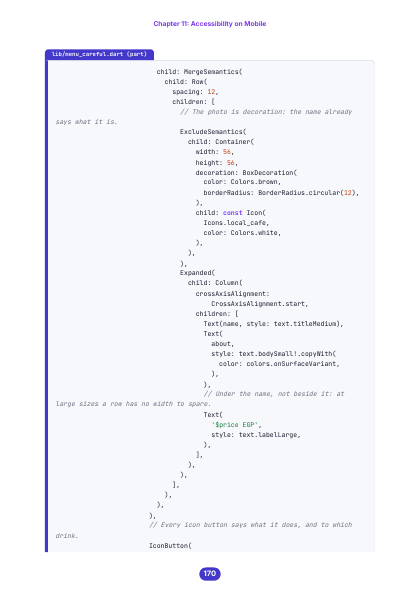 Chapter 11: Accessibility on Mobile
lib/menu_careful.dart (part)
child: MergeSemantics(
child: Row(
spacing: 12,
children: [
// The photo is decoration: the name already
says what it is.
ExcludeSemantics(
child: Container(
width: 56,
height: 56,
decoration: BoxDecoration(
color: Colors.brown,
borderRadius: BorderRadius.circular(12),
),
child: const Icon(
Icons.local_cafe,
color: Colors.white,
),
),
),
Expanded(
child: Column(
crossAxisAlignment:
CrossAxisAlignment.start,
children: [
Text(name, style: text.titleMedium),
Text(
about,
style: text.bodySmall!.copyWith(
color: colors.onSurfaceVariant,
),
),
// Under the name, not beside it: at
large sizes a row has no width to spare.
Text(
'$price EGP',
style: text.labelLarge,
),
],
),
),
],
),
),
),
// Every icon button says what it does, and to which
drink.
IconButton(
170